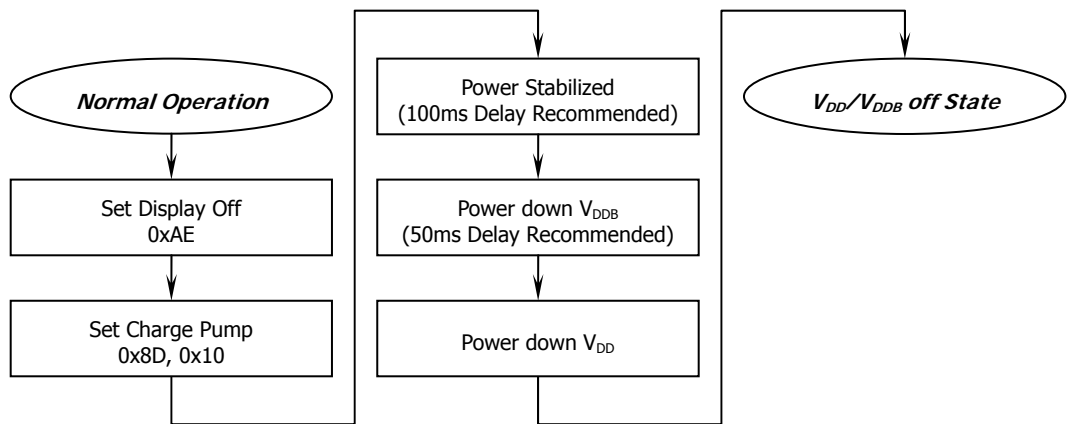 Normal Operation
Set Display Off
0xAE
Set Charge Pump
0x8D, 0x10
Power Stabilized
(100ms Delay Recommended)
Power down VDDB
(50ms Delay Recommended)
Power down VDD
VDD/VDDB off State